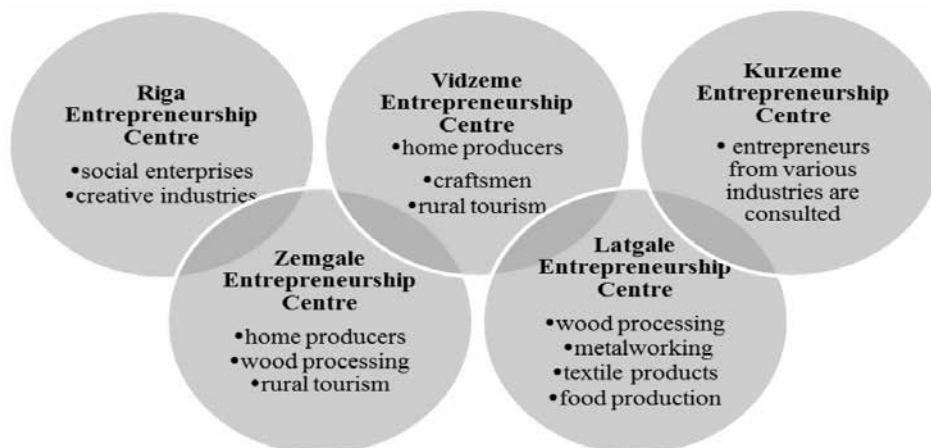 Riga
Entrepreneurship
Centre
•social enterprises
•creative industries
Vidzeme
Entrepreneurship
Centre
•home producers
•craftsmen
•rural tourism
Kurzeme
Entrepreneurship
Centre
• entrepreneurs
from various
industries are
consulted
Zemgale
Entrepreneurship
Centre
•home producers
•wood processing
•rural tourism
Latgale
Entrepreneurship
Centre
•wood processing
•metalworking
•textile products
•food production